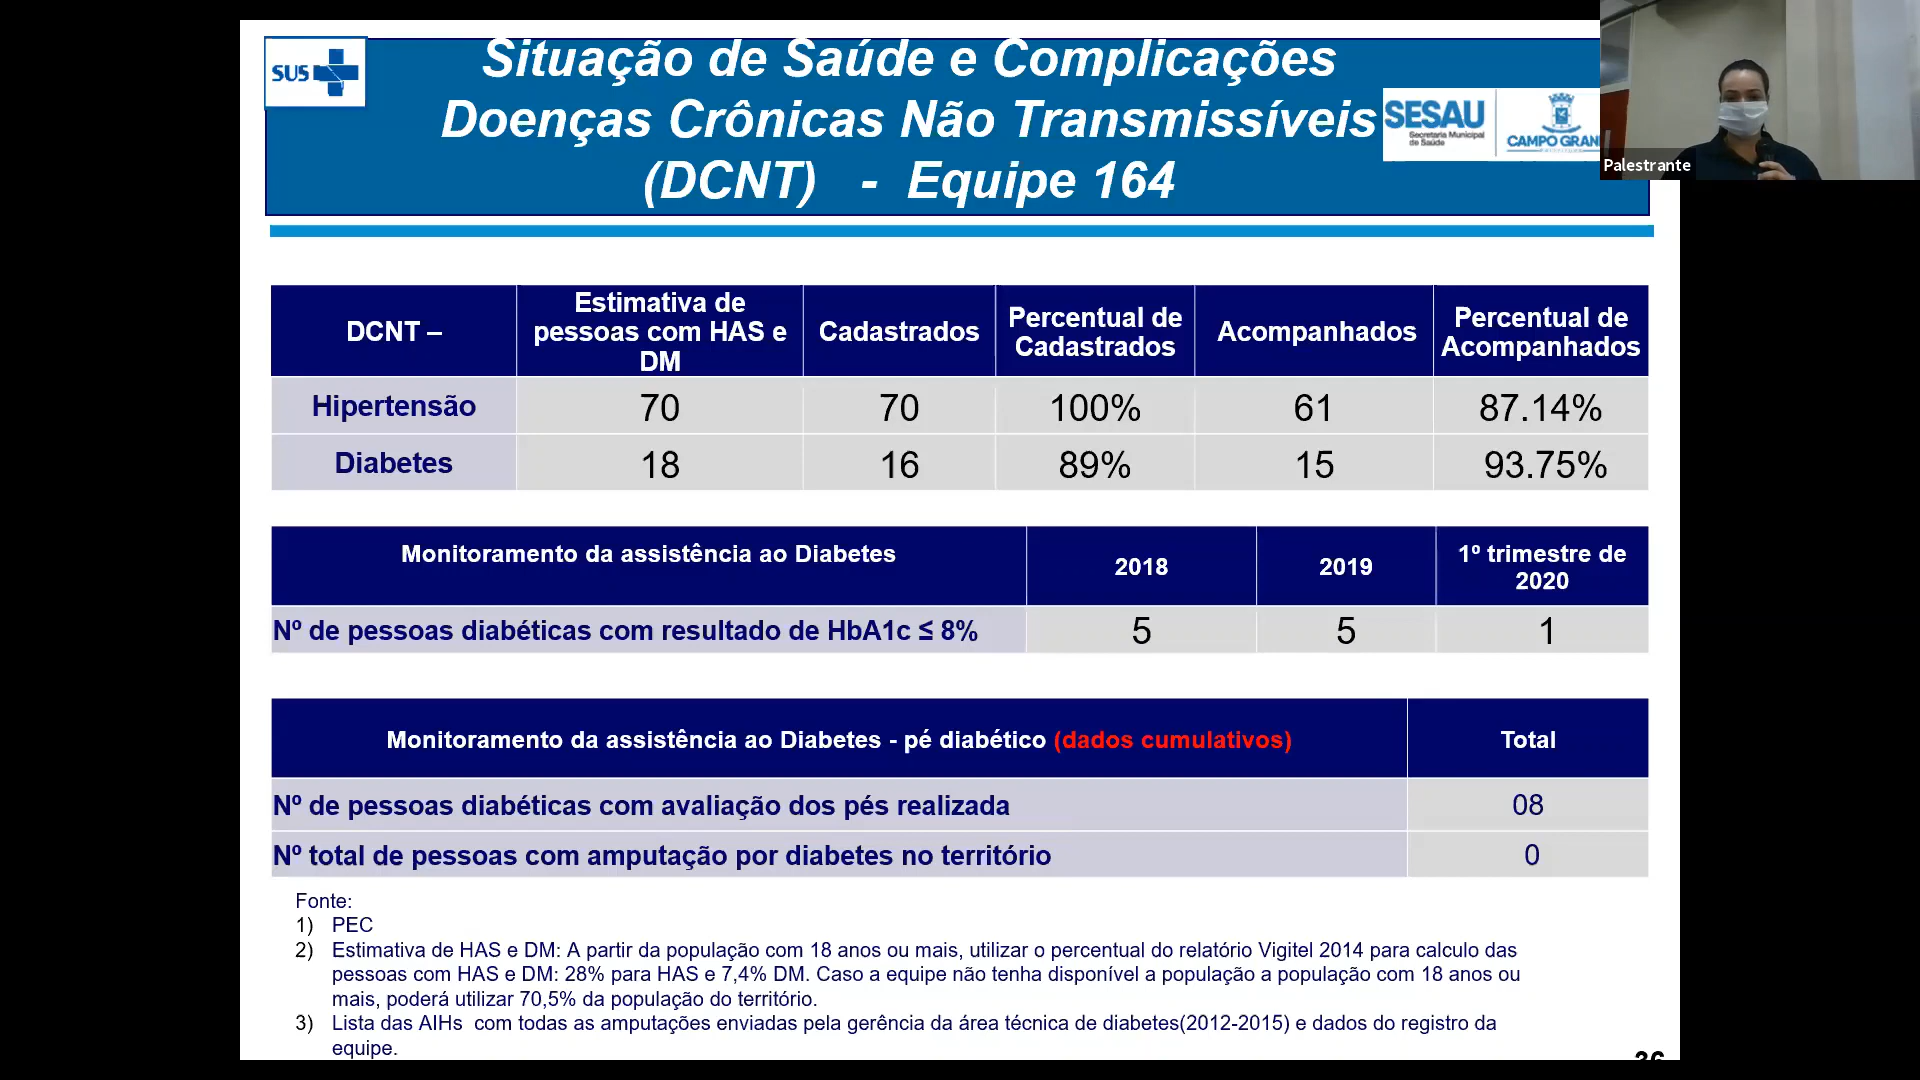 SUS
Situação de Saúde e Complicações
Doenças Crônicas Não Transmissíveis
(DCNT) - Equipe 164
SESAU
Secretaria Municipal
de Saúde
CAMPO GRAN
Palestrante
DCNT –
Estimativa de
pessoas com HAS e
DM
Cadastrados
Percentual de
Cadastrados
Acompanhados
Percentual de
Acompanhados
Hipertensão 70 70 100% 61 87.14%
Diabetes 18 16 89% 15 93.75%
Monitoramento da assistência ao Diabetes
2018
2019
1º trimestre de
2020
Nº de pessoas diabéticas com resultado de HbA1c ≤ 8% 5 5 1
Monitoramento da assistência ao Diabetes - pé diabético (dados cumulativos) Total
Nº de pessoas diabéticas com avaliação dos pés realizada 08
Nº total de pessoas com amputação por diabetes no território 0
Fonte:
1) PEC
2) Estimativa de HAS e DM: A partir da população com 18 anos ou mais, utilizar o percentual do relatório Vigitel 2014 para calculo das
pessoas com HAS e DM: 28% para HAS e 7,4% DM. Caso a equipe não tenha disponível a população a população com 18 anos ou
mais, poderá utilizar 70,5% da população do território.
3) Lista das AIHs com todas as amputações enviadas pela gerência da área técnica de diabetes(2012-2015) e dados do registro da
equipe.
36